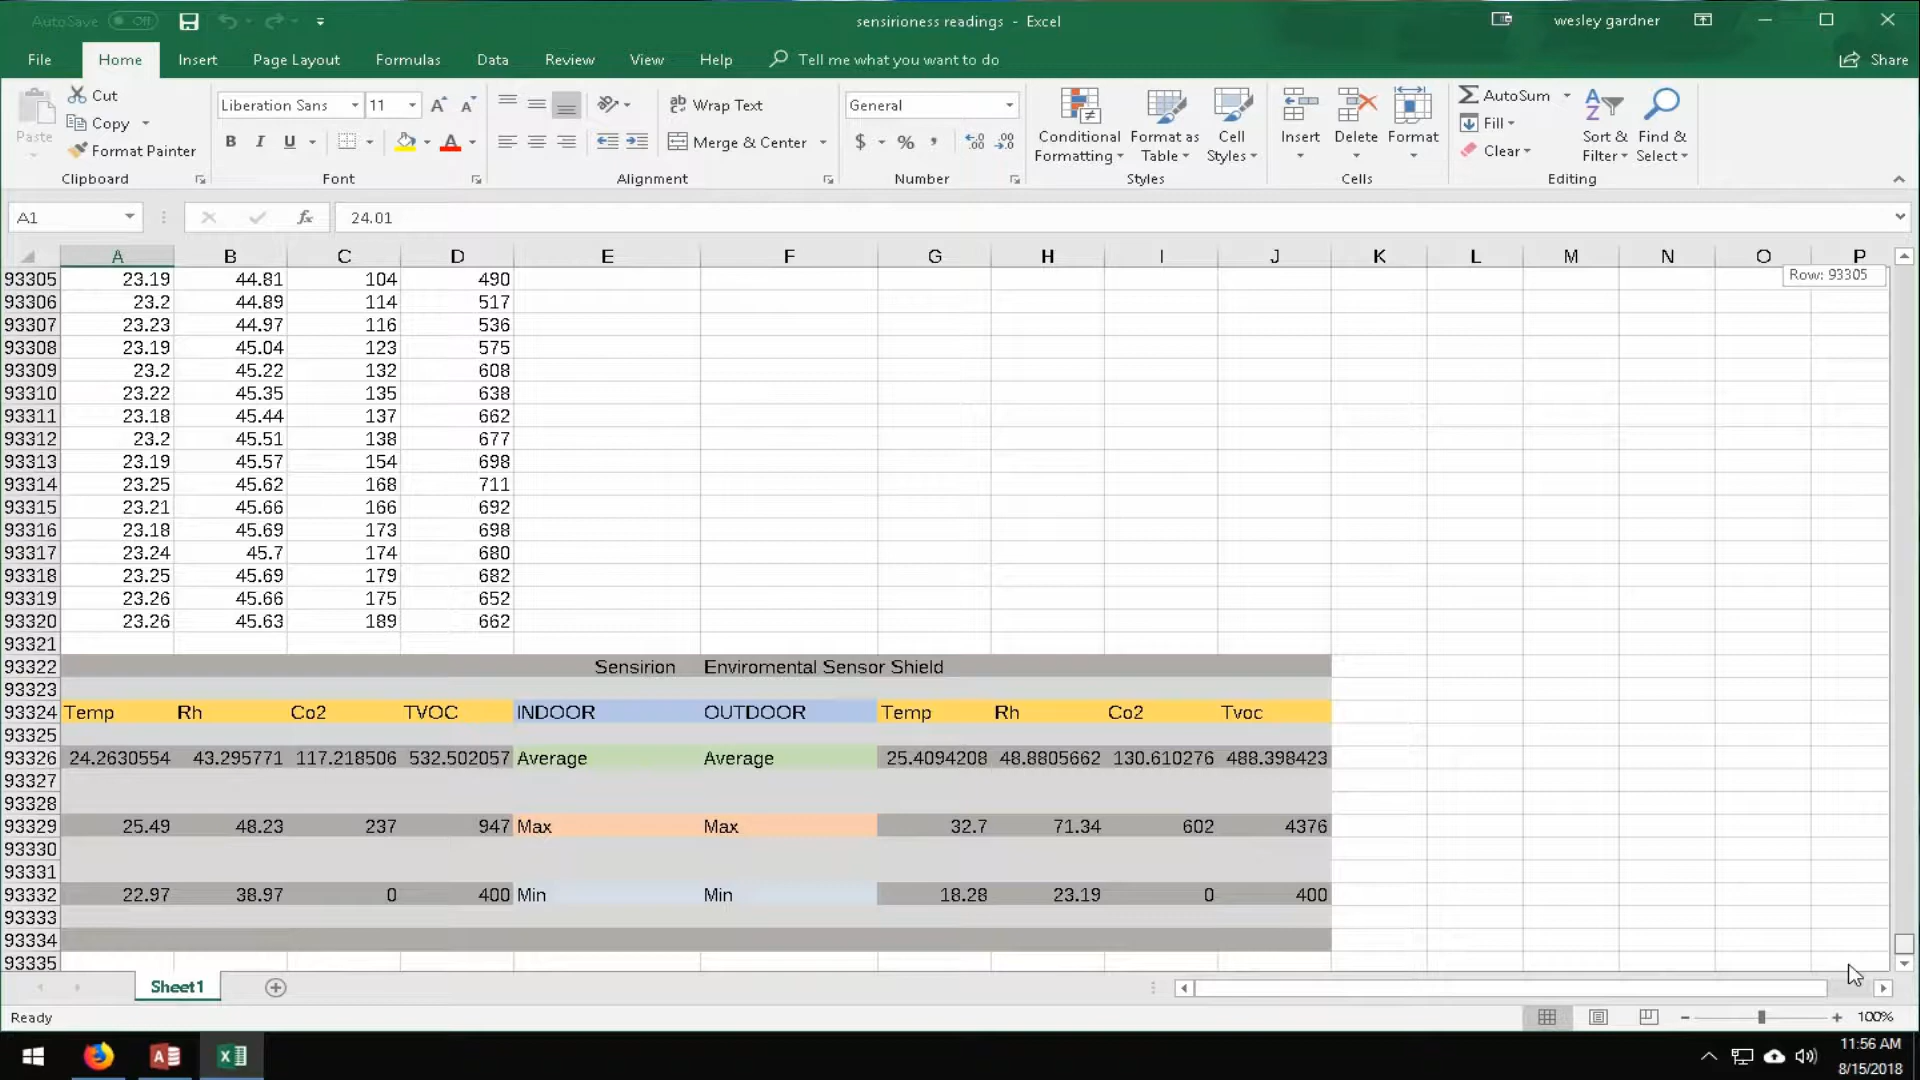 AutoSave Off sensirioness readings - Excel wesley gardner
File Home Insert Page Layout Formulas Data Review View Help Tell me what you want to do Share
Paste
Cut
Copy
Format Painter
Clipboard
Liberation Sans 11
B I U
Font
Wrap Text
Merge & Center
Alignment
General
$ % ,
Number
Conditional Formatting
Format as Table
Cell Styles
Styles
Insert Delete Format
Cells
AutoSum
Fill
Clear
Sort & Filter
Find & Select
Editing
A1 fx 24.01
A B C D E F G H I J K L M N O P
Row: 93305
93305 23.19 44.81 104 490
93306 23.2 44.89 114 517
93307 23.23 44.97 116 536
93308 23.19 45.04 123 575
93309 23.2 45.22 132 608
93310 23.22 45.35 135 638
93311 23.18 45.44 137 662
93312 23.2 45.51 138 677
93313 23.19 45.57 154 698
93314 23.25 45.62 168 711
93315 23.21 45.66 166 692
93316 23.18 45.69 173 698
93317 23.24 45.7 174 680
93318 23.25 45.69 179 682
93319 23.26 45.66 175 652
93320 23.26 45.63 189 662
93321
93322 Sensirion Enviromental Sensor Shield
93323
93324 Temp Rh Co2 TVOC INDOOR OUTDOOR Temp Rh Co2 Tvoc
93325
93326 24.2630554 43.295771 117.218506 532.502057 Average Average 25.4094208 48.8805662 130.610276 488.398423
93327
93328
93329 25.49 48.23 237 947 Max Max 32.7 71.34 602 4376
93330
93331
93332 22.97 38.97 0 400 Min Min 18.28 23.19 0 400
93333
93334
93335
Sheet1
Ready 100%
11:56 AM
8/15/2018